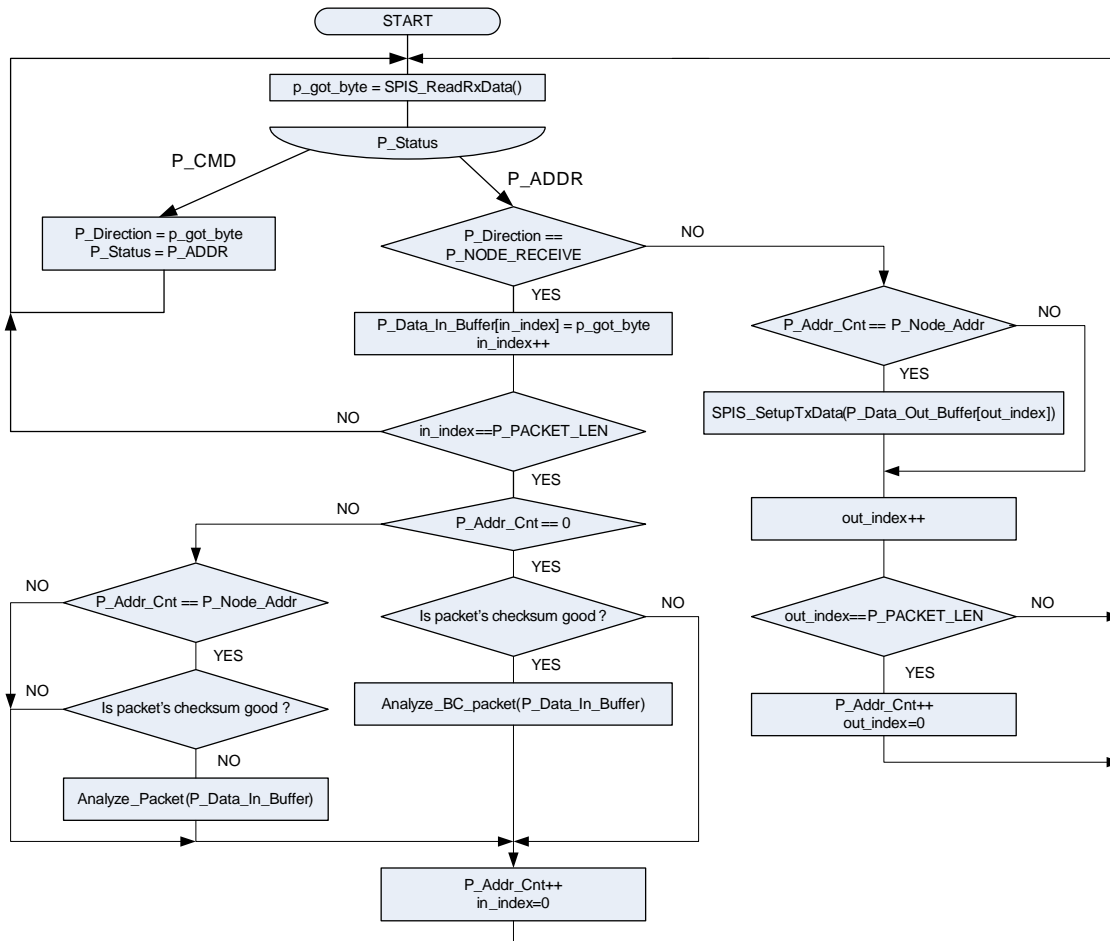 START
p_got_byte = SPIS_ReadRxData()
P_Status
P_CMD
P_ADDR
P_Direction = p_got_byte
P_Status = P_ADDR
P_Direction ==
P_NODE_RECEIVE
NO
YES
P_Data_In_Buffer[in_index] = p_got_byte
in_index++
P_Addr_Cnt == P_Node_Addr
NO
YES
SPIS_SetupTxData(P_Data_Out_Buffer[out_index])
NO
in_index==P_PACKET_LEN
YES
out_index++
NO
P_Addr_Cnt == 0
YES
NO
P_Addr_Cnt == P_Node_Addr
YES
Is packet's checksum good ?
NO
YES
out_index==P_PACKET_LEN
NO
YES
NO
Is packet's checksum good ?
NO
Analyze_BC_packet(P_Data_In_Buffer)
P_Addr_Cnt++
out_index=0
Analyze_Packet(P_Data_In_Buffer)
P_Addr_Cnt++
in_index=0